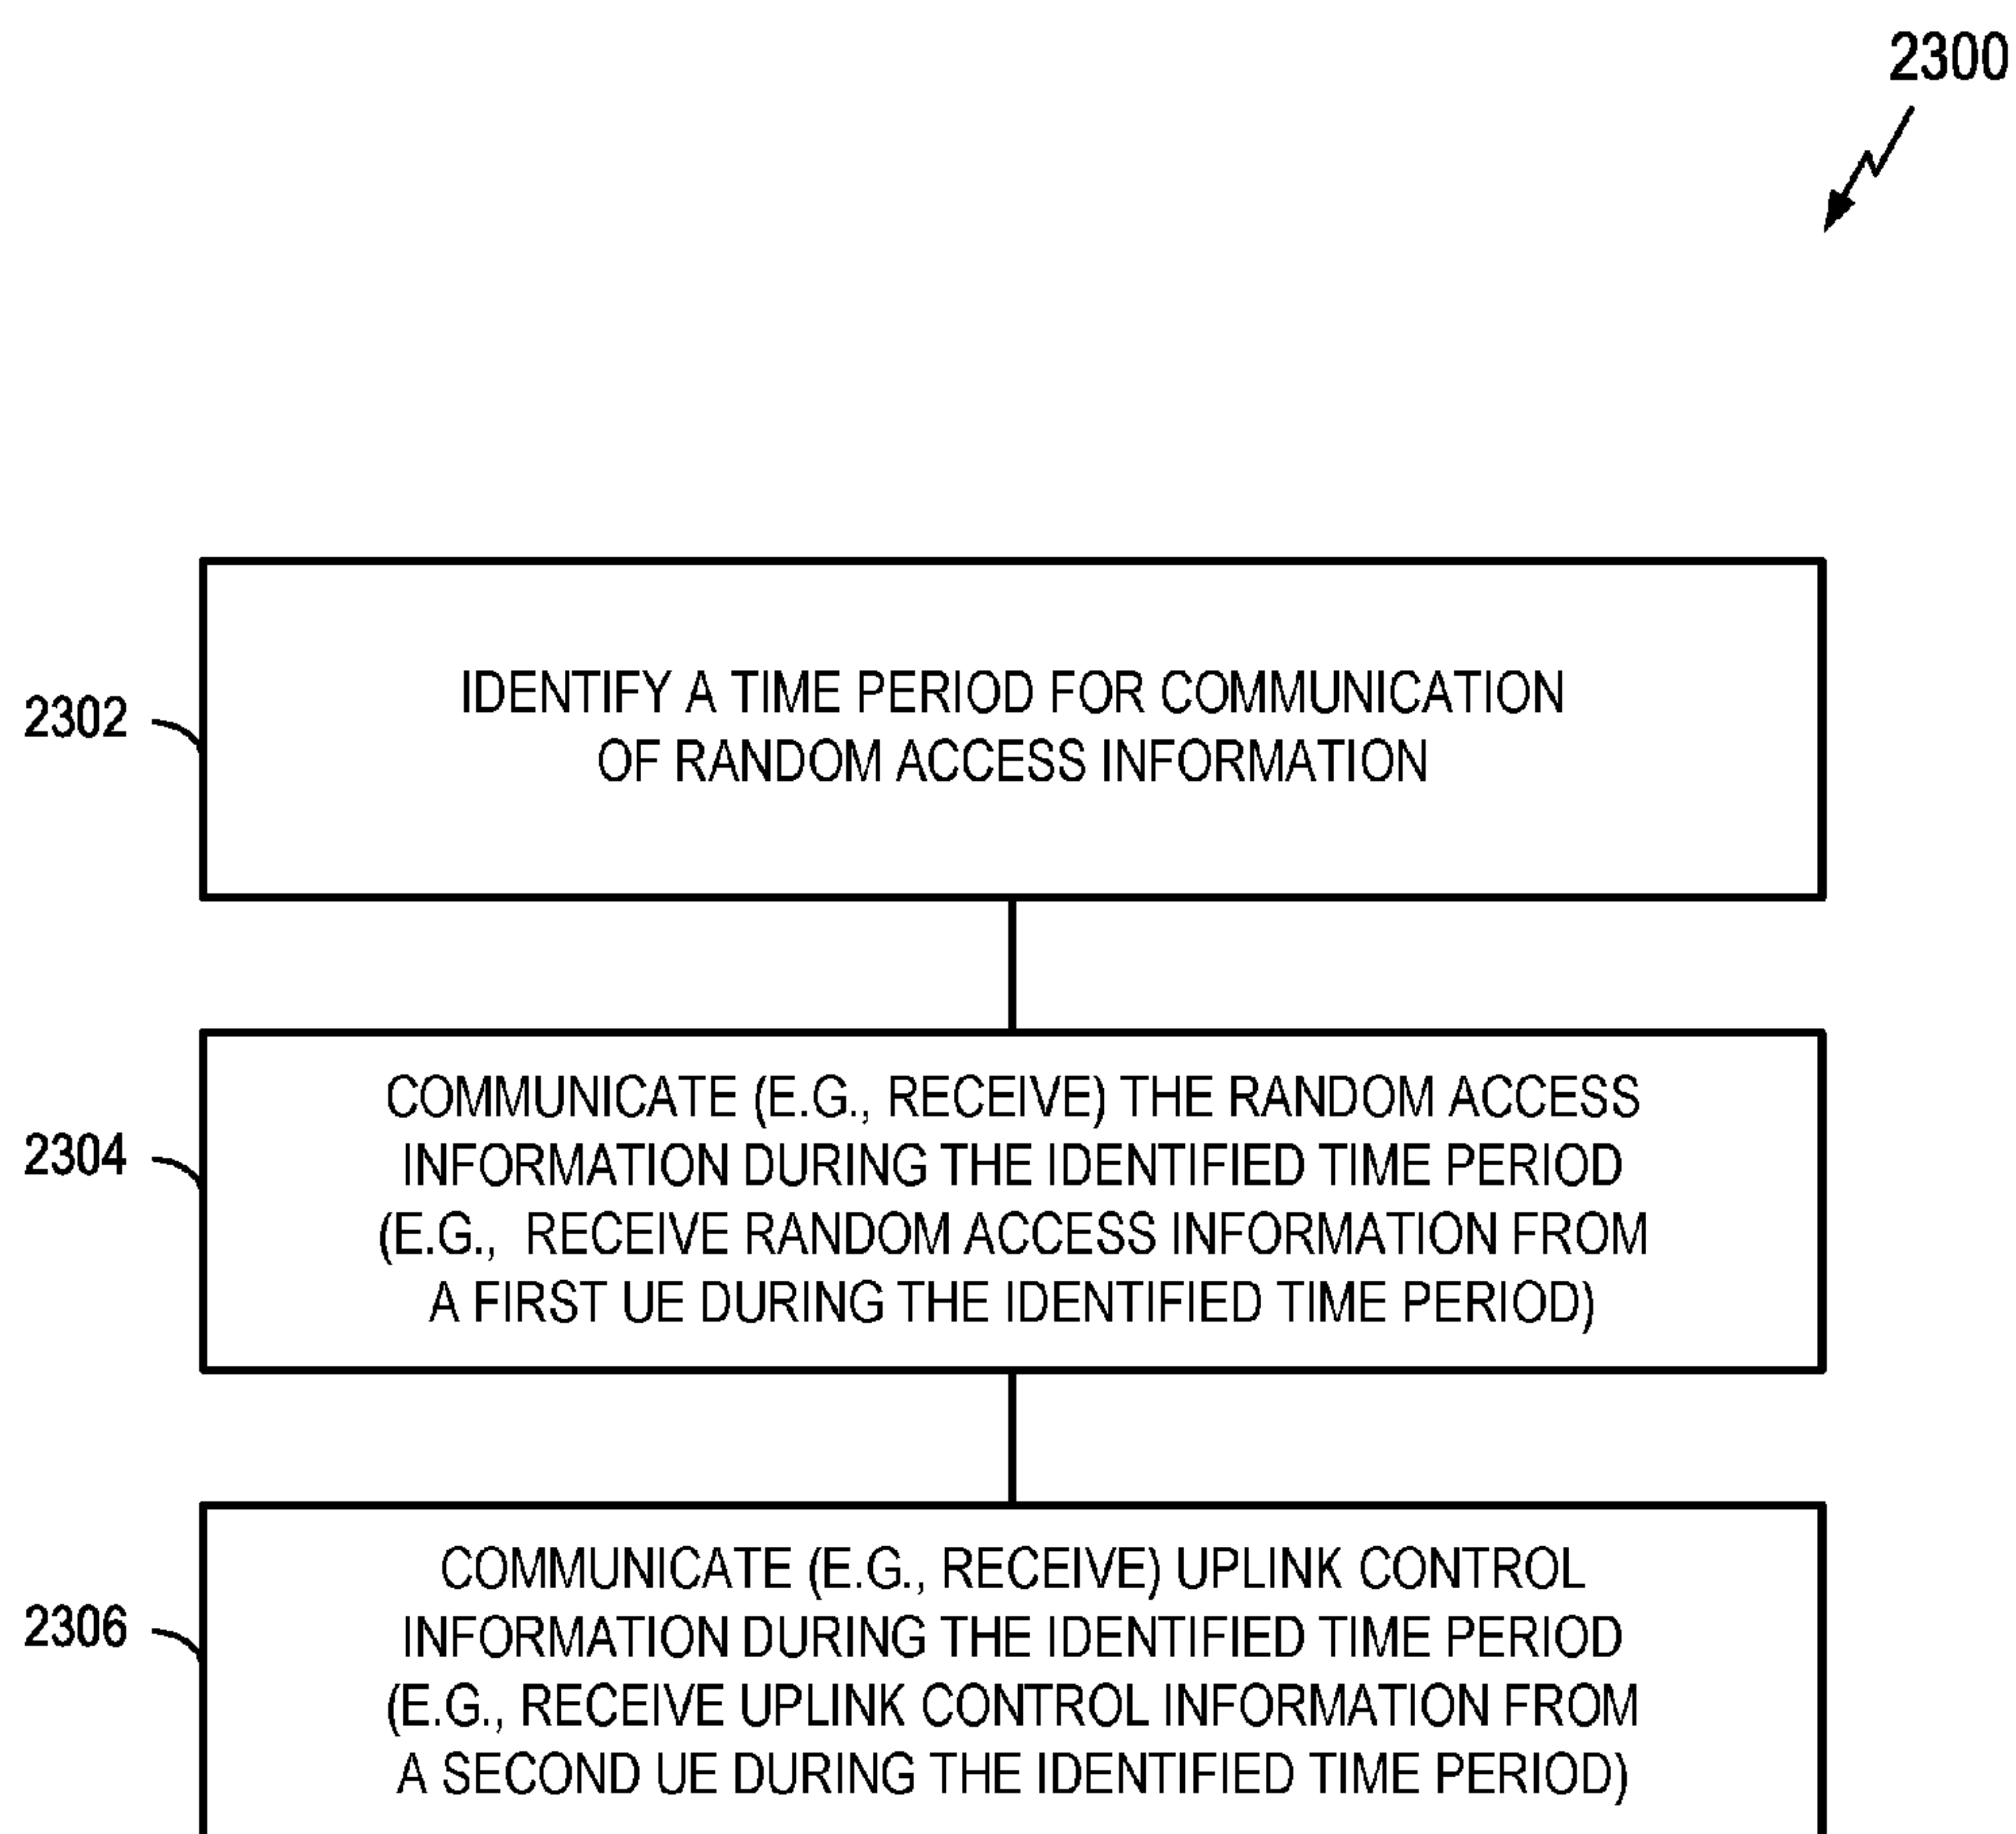 2300
2302
IDENTIFY A TIME PERIOD FOR COMMUNICATION
OF RANDOM ACCESS INFORMATION
2304
COMMUNICATE (E.G., RECEIVE) THE RANDOM ACCESS
INFORMATION DURING THE IDENTIFIED TIME PERIOD
(E.G., RECEIVE RANDOM ACCESS INFORMATION FROM
A FIRST UE DURING THE IDENTIFIED TIME PERIOD)
2306
COMMUNICATE (E.G., RECEIVE) UPLINK CONTROL
INFORMATION DURING THE IDENTIFIED TIME PERIOD
(E.G., RECEIVE UPLINK CONTROL INFORMATION FROM
A SECOND UE DURING THE IDENTIFIED TIME PERIOD)